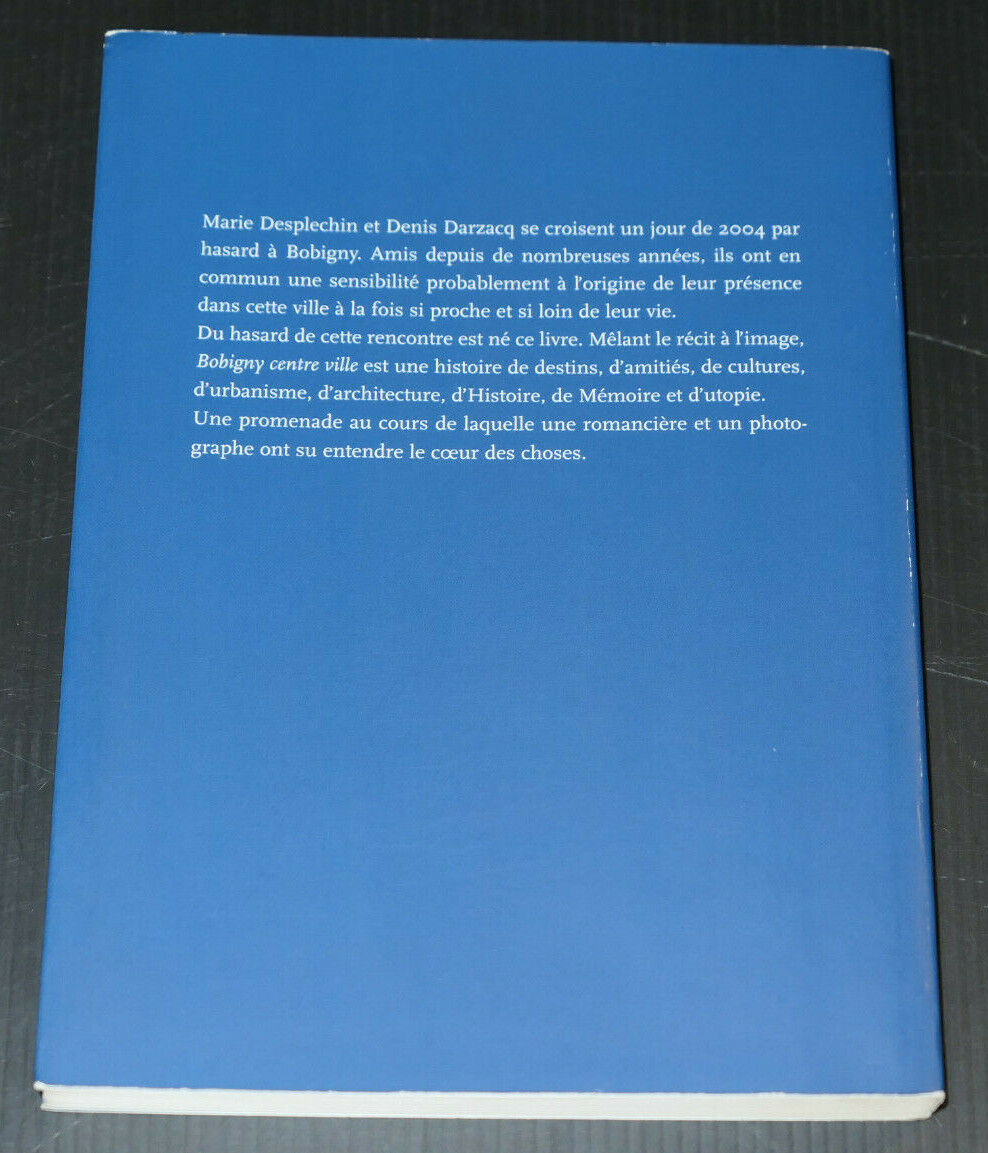 Marie Desplechin et Denis Darzacq se croisent un jour de 2004 par
hasard à Bobigny. Amis depuis de nombreuses années, ils ont en
commun une sensibilité probablement à l'origine de leur présence
dans cette ville à la fois si proche et si loin de leur vie.
Du hasard de cette rencontre est né ce livre. Mêlant le récit à l'image,
Bobigny centre ville est une histoire de destins, d'amitiés, de cultures,
d'urbanisme, d'architecture, d'Histoire, de Mémoire et d'utopie.
Une promenade au cours de laquelle une romancière et un photo-
graphe ont su entendre le cœur des choses.